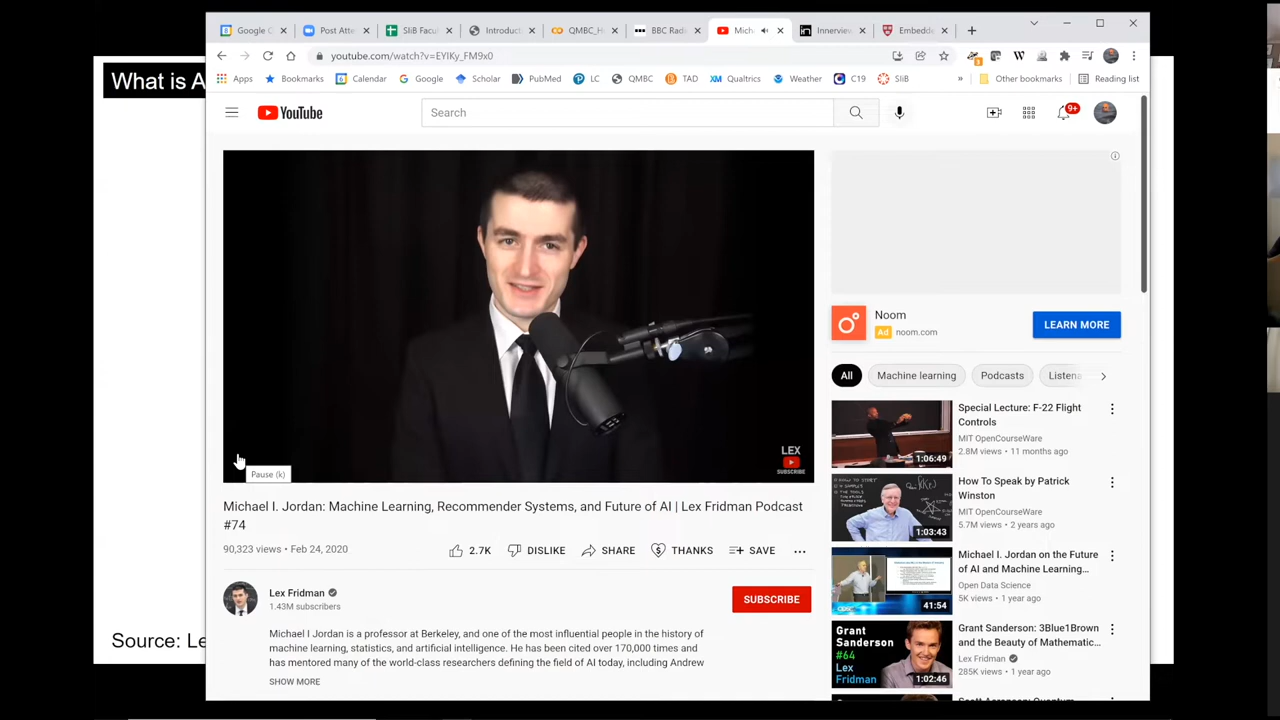 Google C
Post Atte
SliB Facul
Introducti
QMBC_H
BBC Radi
Mich
Innervie
Embedde
youtube.com/watch?v=EYIKy_FM9x0
Apps
Bookmarks
Calendar
Google
Scholar
PubMed
LC
QMBC
TAD
Qualtrics
Weather
C19
SliB
»
Other bookmarks
Reading list
What is A
YouTube
Search
9+
LEX
SUBSCRIBE
Pause (k)
Michael I. Jordan: Machine Learning, Recommender Systems, and Future of AI | Lex Fridman Podcast
#74
90,323 views • Feb 24, 2020
2.7K
DISLIKE
SHARE
THANKS
SAVE
Lex Fridman
1.43M subscribers
SUBSCRIBE
Michael I Jordan is a professor at Berkeley, and one of the most influential people in the history of
machine learning, statistics, and artificial intelligence. He has been cited over 170,000 times and
has mentored many of the world-class researchers defining the field of AI today, including Andrew
SHOW MORE
Source: Le
Noom
Ad noom.com
LEARN MORE
All
Machine learning
Podcasts
Listena
Special Lecture: F-22 Flight
Controls
MIT OpenCourseWare
2.8M views • 11 months ago
1:06:49
How To Speak by Patrick
Winston
MIT OpenCourseWare
5.7M views • 2 years ago
1:03:43
Michael I. Jordan on the Future
of AI and Machine Learning...
Open Data Science
5K views • 1 year ago
41:54
Grant Sanderson: 3Blue1Brown
and the Beauty of Mathematic...
Lex Fridman
285K views • 1 year ago
GRANT
SANDERSON
#64
LEX
FRIDMAN
1:02:46